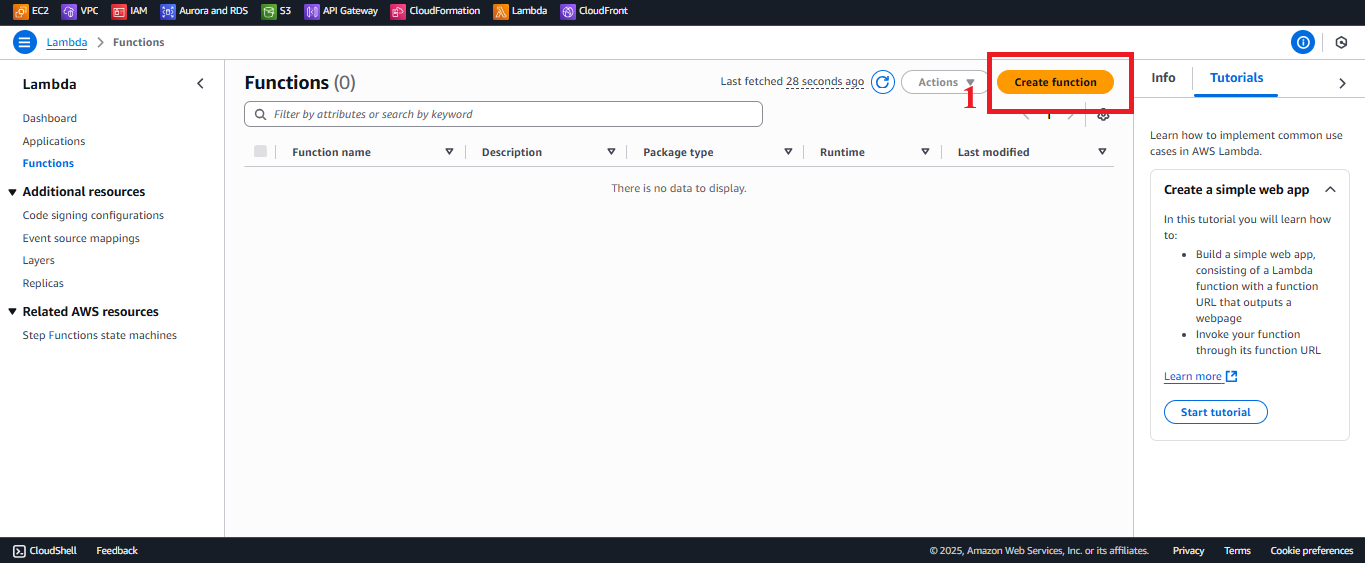 EC2 VPC IAM Aurora and RDS S3 API Gateway CloudFormation Lambda CloudFront
Lambda > Functions
Lambda
Dashboard
Applications
Functions
Additional resources
Code signing configurations
Event source mappings
Layers
Replicas
Related AWS resources
Step Functions state machines
Functions (0)
Last fetched 28 seconds ago
Actions
1
Create function
Filter by attributes or search by keyword
1
Function name Description Package type Runtime Last modified
There is no data to display.
Info Tutorials
Learn how to implement common use
cases in AWS Lambda.
Create a simple web app
In this tutorial you will learn how
to:
• Build a simple web app,
consisting of a Lambda
function with a function
URL that outputs a
webpage
• Invoke your function
through its function URL
Learn more
Start tutorial
CloudShell Feedback
© 2025, Amazon Web Services, Inc. or its affiliates. Privacy Terms Cookie preferences